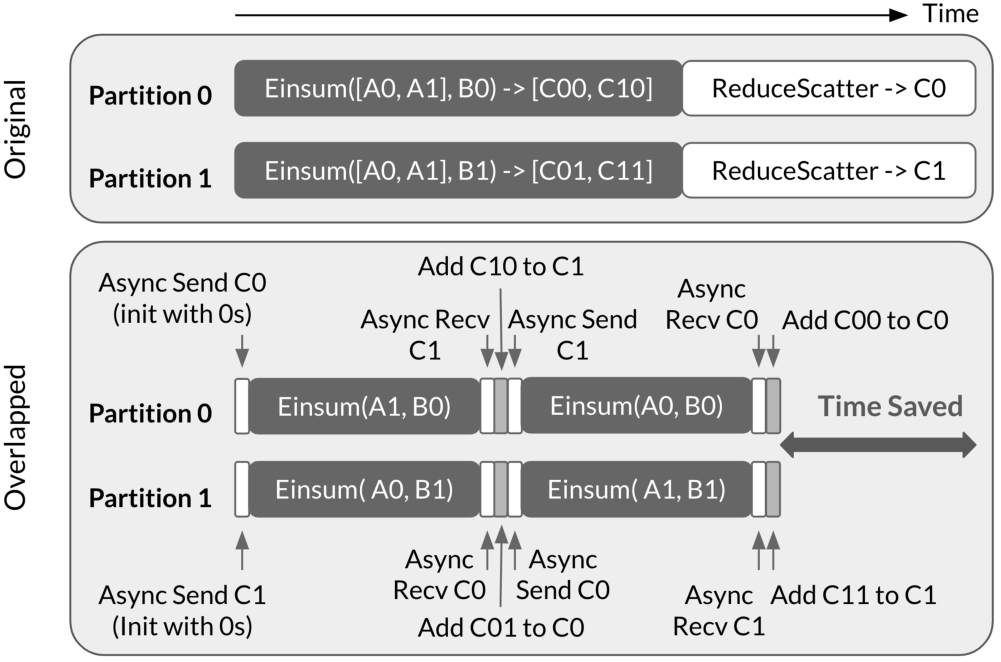 Time
Original
Partition 0
Einsum([A0, A1], B0) -> [C00, C10]
ReduceScatter -> C0
Partition 1
Einsum([A0, A1], B1) -> [C01, C11]
ReduceScatter -> C1
Overlapped
Async Send C0
(init with 0s)
Add C10 to C1
Async Recv
C1
Async Send
C1
Async
Recv C0
Add C00 to C0
Partition 0
Einsum(A1, B0)
Einsum(A0, B0)
Time Saved
Partition 1
Einsum( A0, B1)
Einsum( A1, B1)
Async Send C1
(Init with 0s)
Async
Recv C0
Add C01 to C0
Async
Send C0
Async
Recv C1
Add C11 to C1